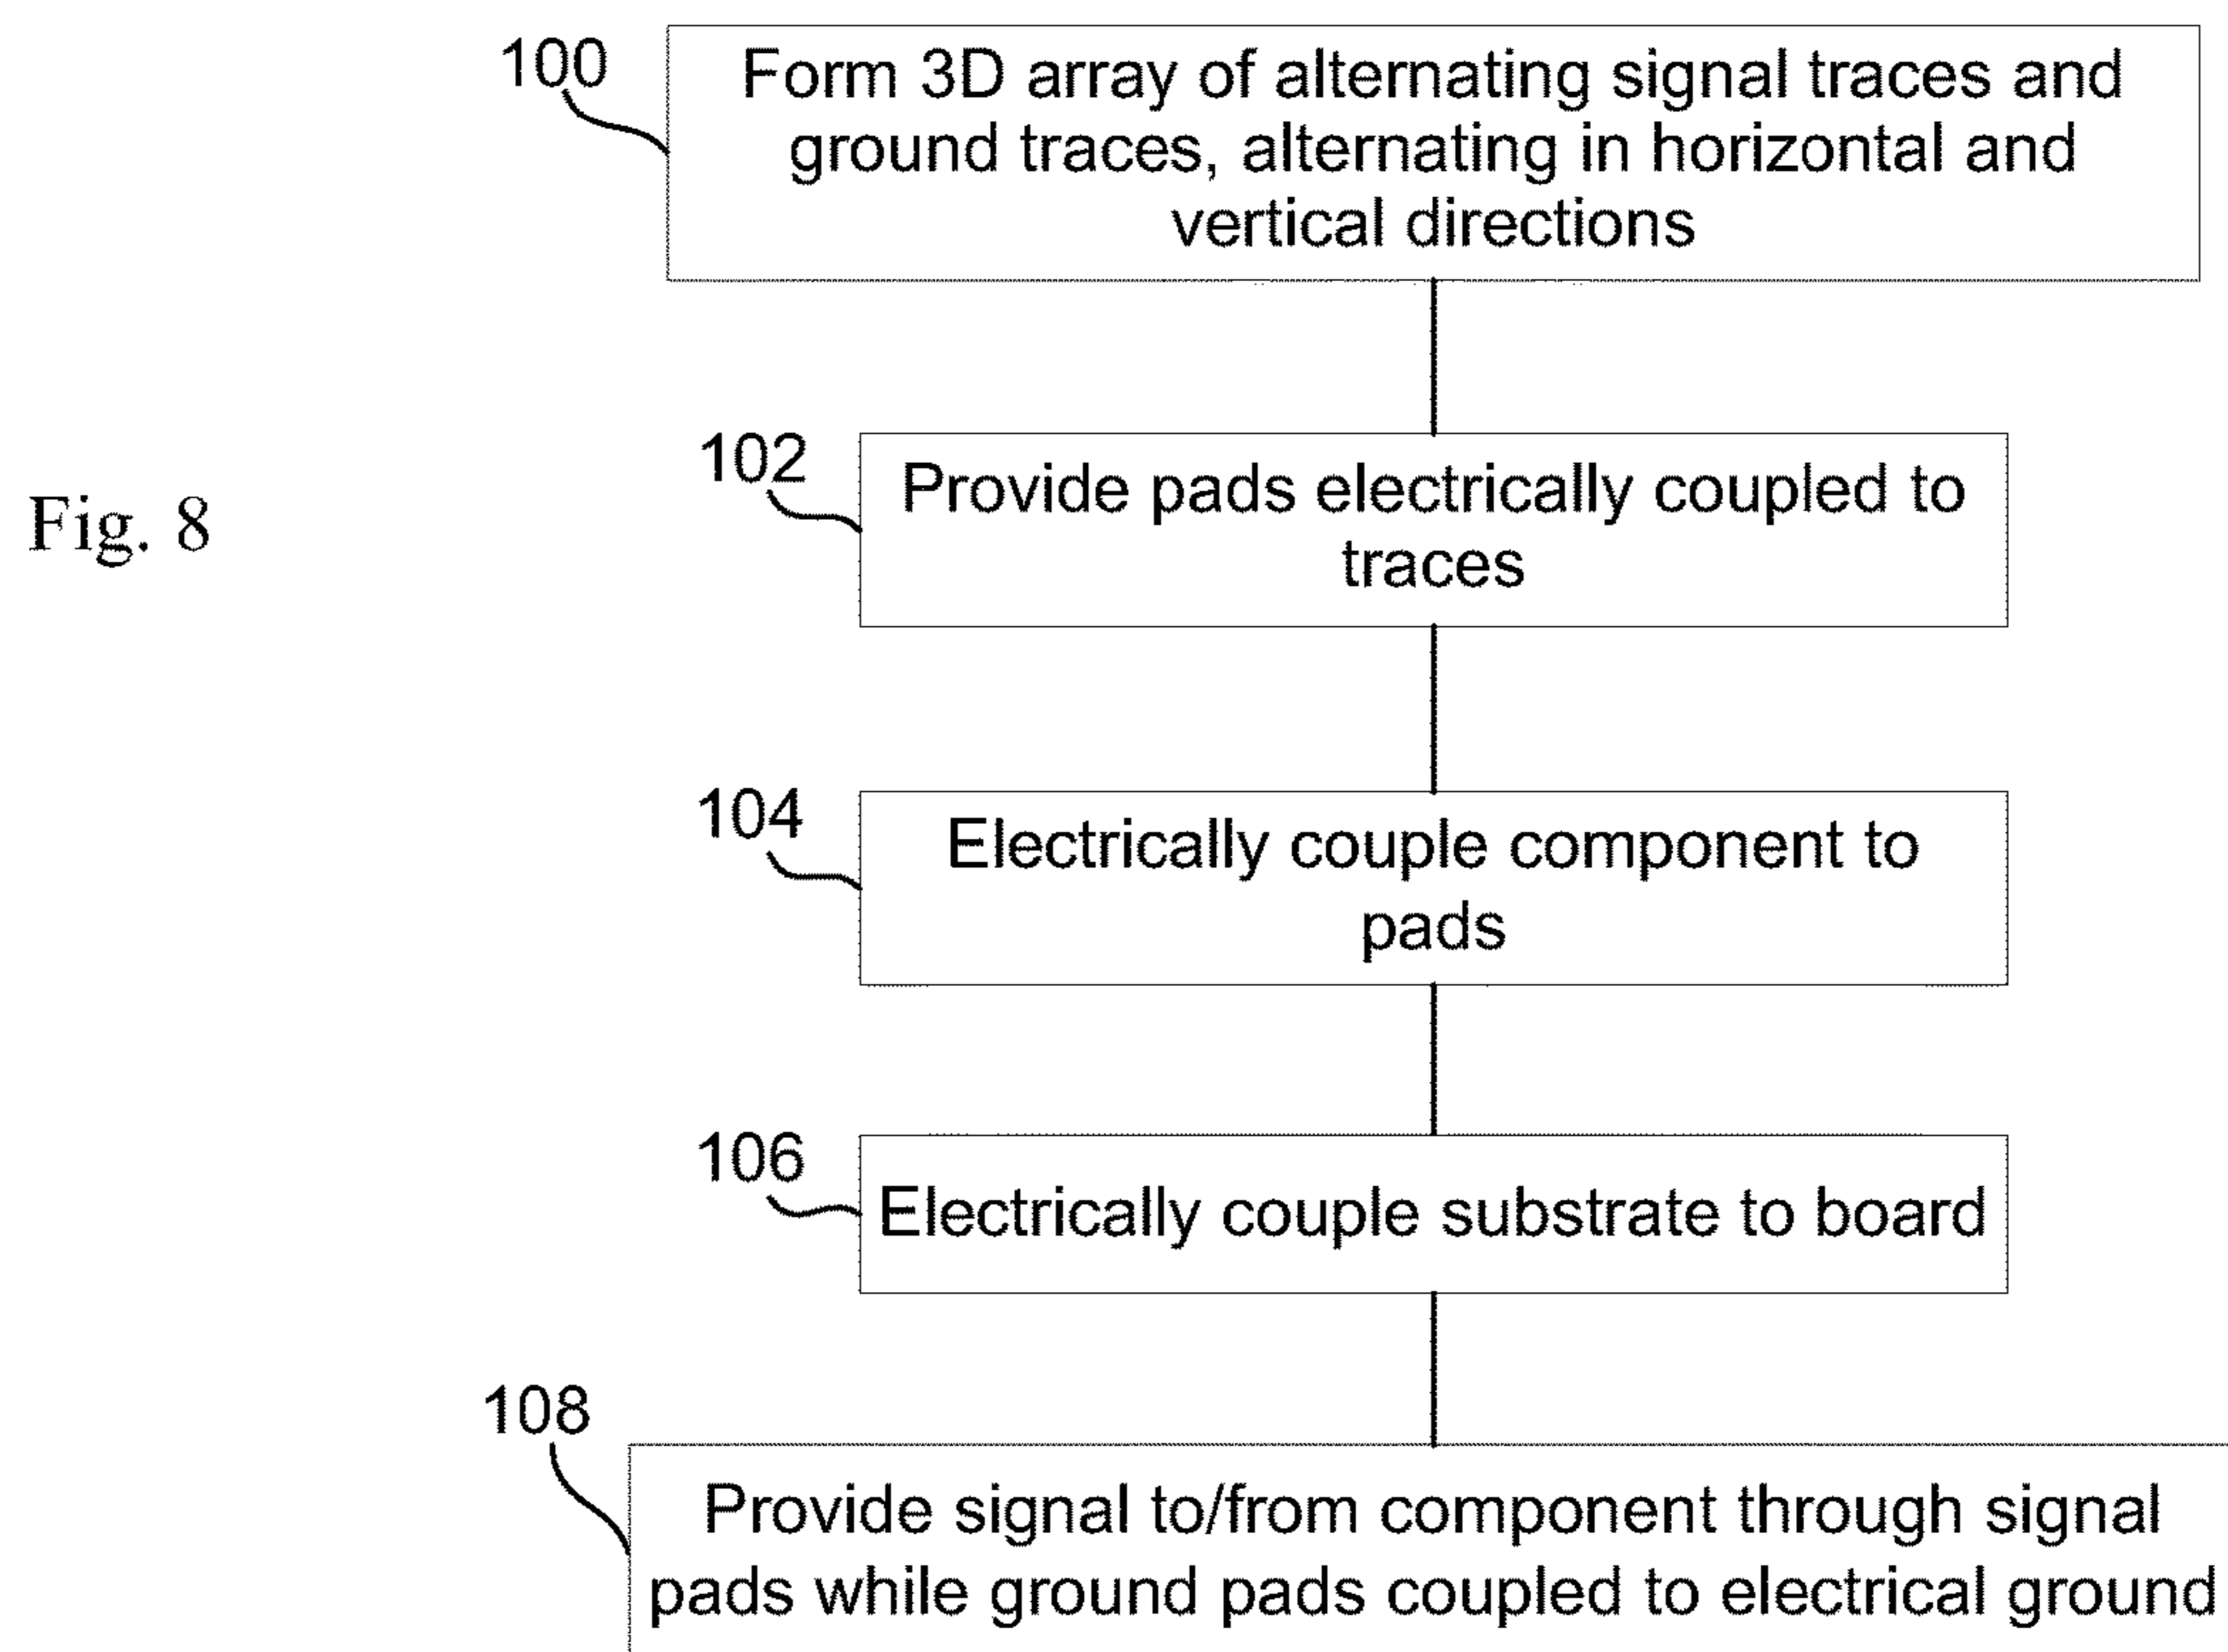 100
Form 3D array of alternating signal traces and
ground traces, alternating in horizontal and
vertical directions
102
Provide pads electrically coupled to
traces
Fig. 8
104
Electrically couple component to
pads
106
Electrically couple substrate to board
108
Provide signal to/from component through signal
pads while ground pads coupled to electrical ground